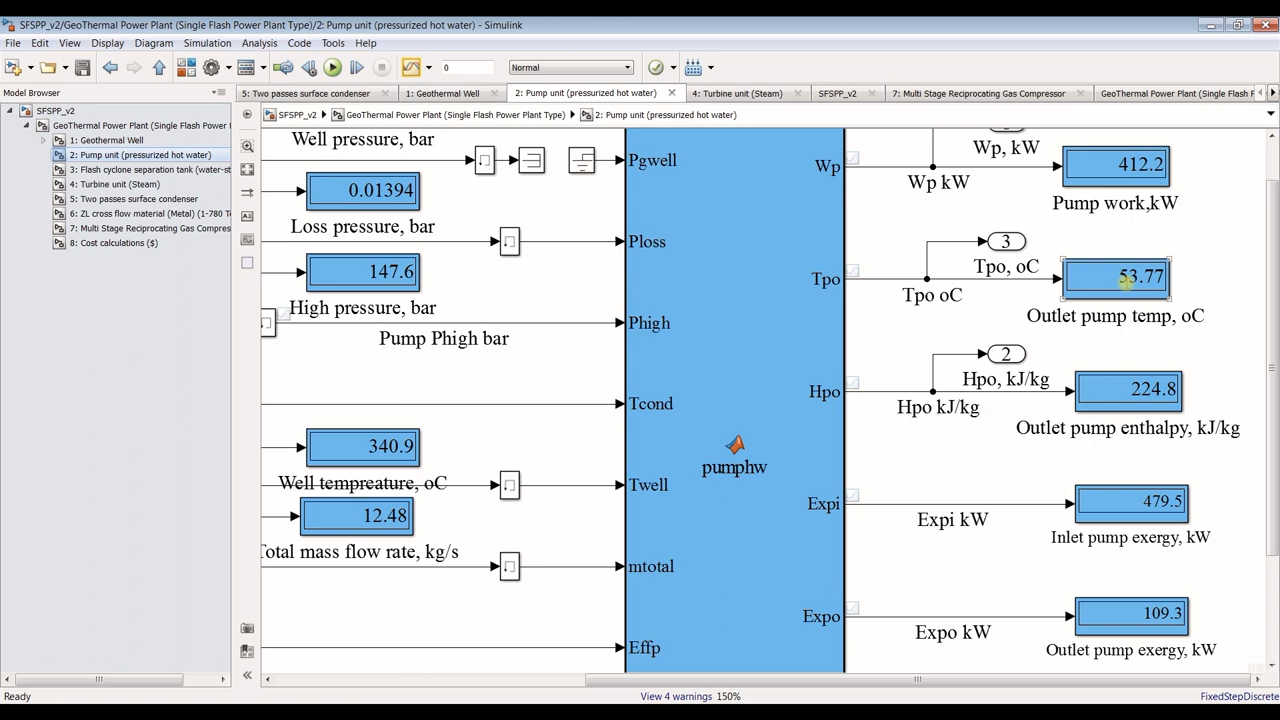 SFSPP_v2/GeoThermal Power Plant (Single Flash Power Plant Type)/2: Pump unit (pressurized hot water) - Simulink
File Edit View Display Diagram Simulation Analysis Code Tools Help
0 Normal
Model Browser
5: Two passes surface condenser 1: Geothermal Well 2: Pump unit (pressurized hot water) 4: Turbine unit (Steam) SFSPP_v2 7: Multi Stage Reciprocating Gas Compressor GeoThermal Power Plant (Single Flash F
SFSPP_v2 GeoThermal Power Plant (Single Flash Power Plant Type) 2: Pump unit (pressurized hot water)
SFSPP_v2
GeoThermal Power Plant (Single Flash Power I
1: Geothermal Well
2: Pump unit (pressurized hot water)
3: Flash cyclone separation tank (water-st
4: Turbine unit (Steam)
5: Two passes surface condenser
6: ZL cross flow material (Metal) (1-780 T
7: Multi Stage Reciprocating Gas Compres
8: Cost calculations ($)
Well pressure, bar
0.01394
Loss pressure, bar
147.6
High pressure, bar
Pump Phigh bar
340.9
Well tempreature, oC
12.48
Total mass flow rate, kg/s
Pgwell
Ploss
Phigh
Tcond
Twell
mtotal
Effp
pumphw
Wp
Tpo
Hpo
Expi
Expo
Wp, kW
Wp kW
412.2
Pump work,kW
3
Tpo, oC
Tpo oC
53.77
Outlet pump temp, oC
2
Hpo, kJ/kg
Hpo kJ/kg
224.8
Outlet pump enthalpy, kJ/kg
Expi kW
479.5
Inlet pump exergy, kW
Expo kW
109.3
Outlet pump exergy, kW
Ready View 4 warnings 150% FixedStepDiscrete